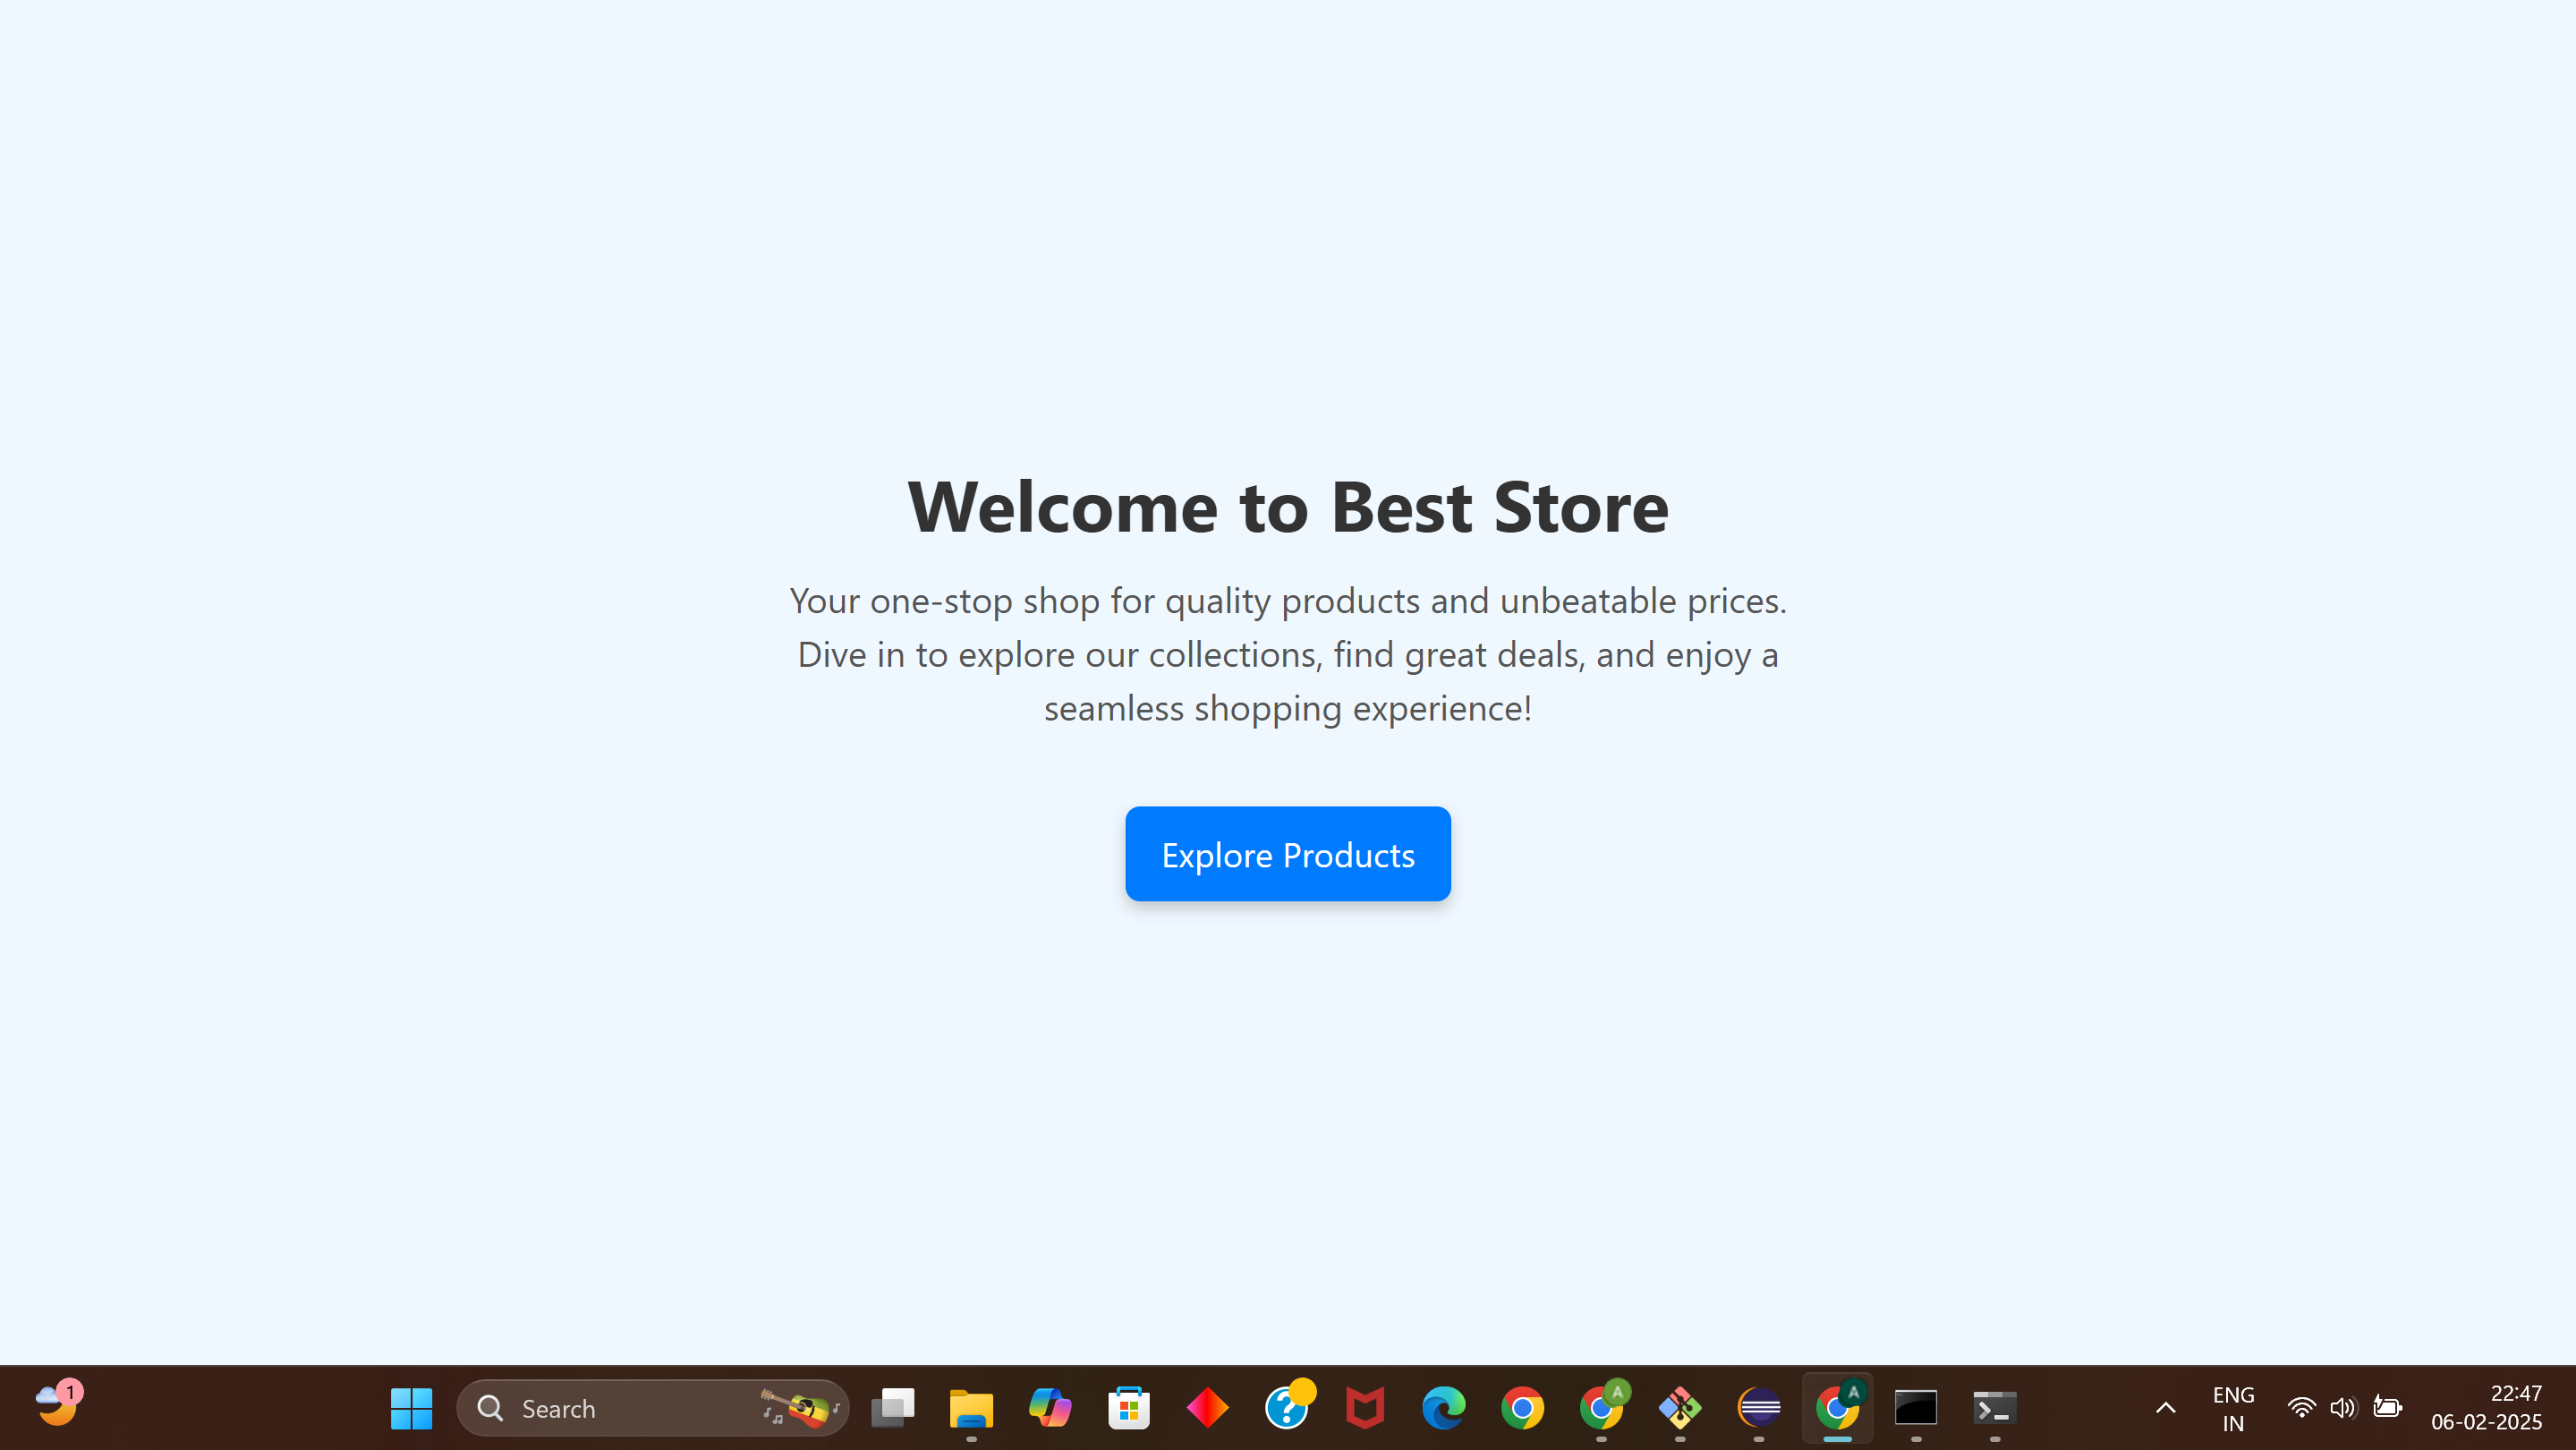 Welcome to Best Store
Your one-stop shop for quality products and unbeatable prices.
Dive in to explore our collections, find great deals, and enjoy a
seamless shopping experience!
Explore Products
1
Search
A
A
ENG
IN
22:47
06-02-2025